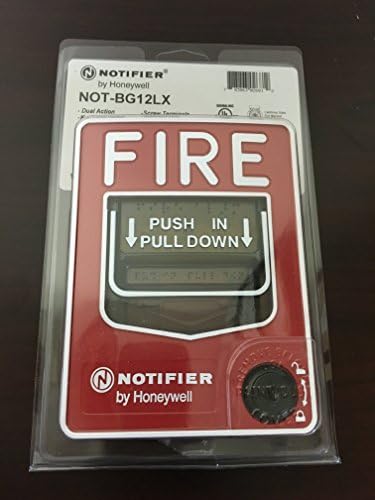 NOTIFIER®
by Honeywell
NOT-BG12LX
- Dual Action
- Screw Terminals
FIRE
PUSH IN
PULL DOWN
NOTIFIER
by Honeywell